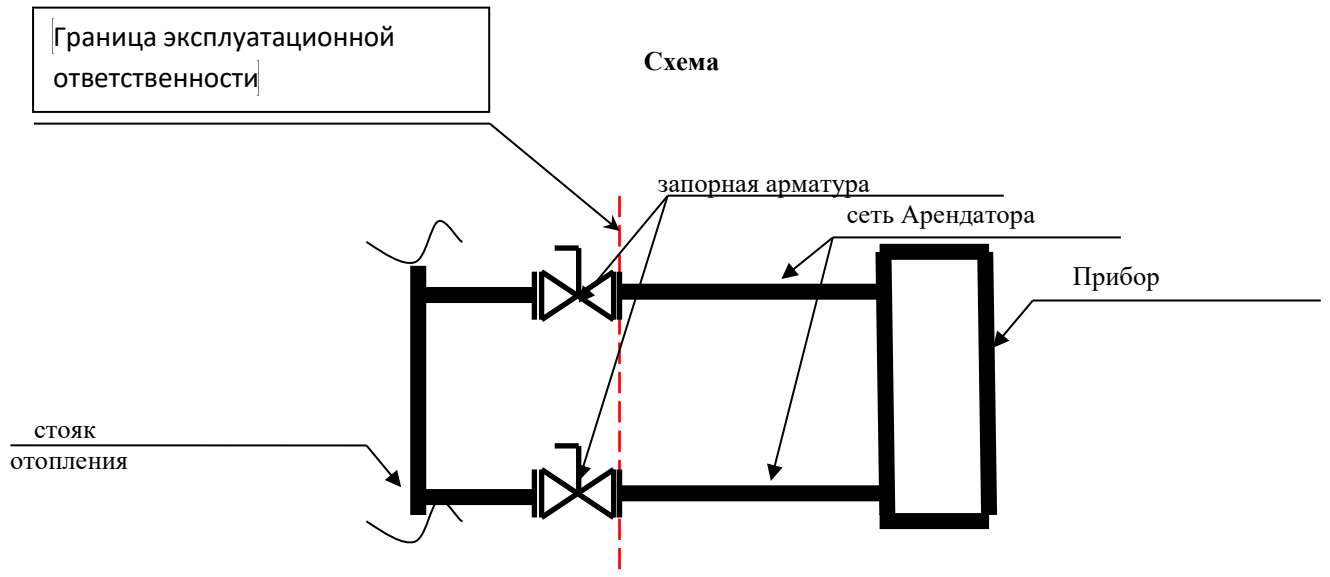 Граница эксплуатационной
ответственности
Схема
запорная арматура
сеть Арендатора
Прибор
стояк
отопления